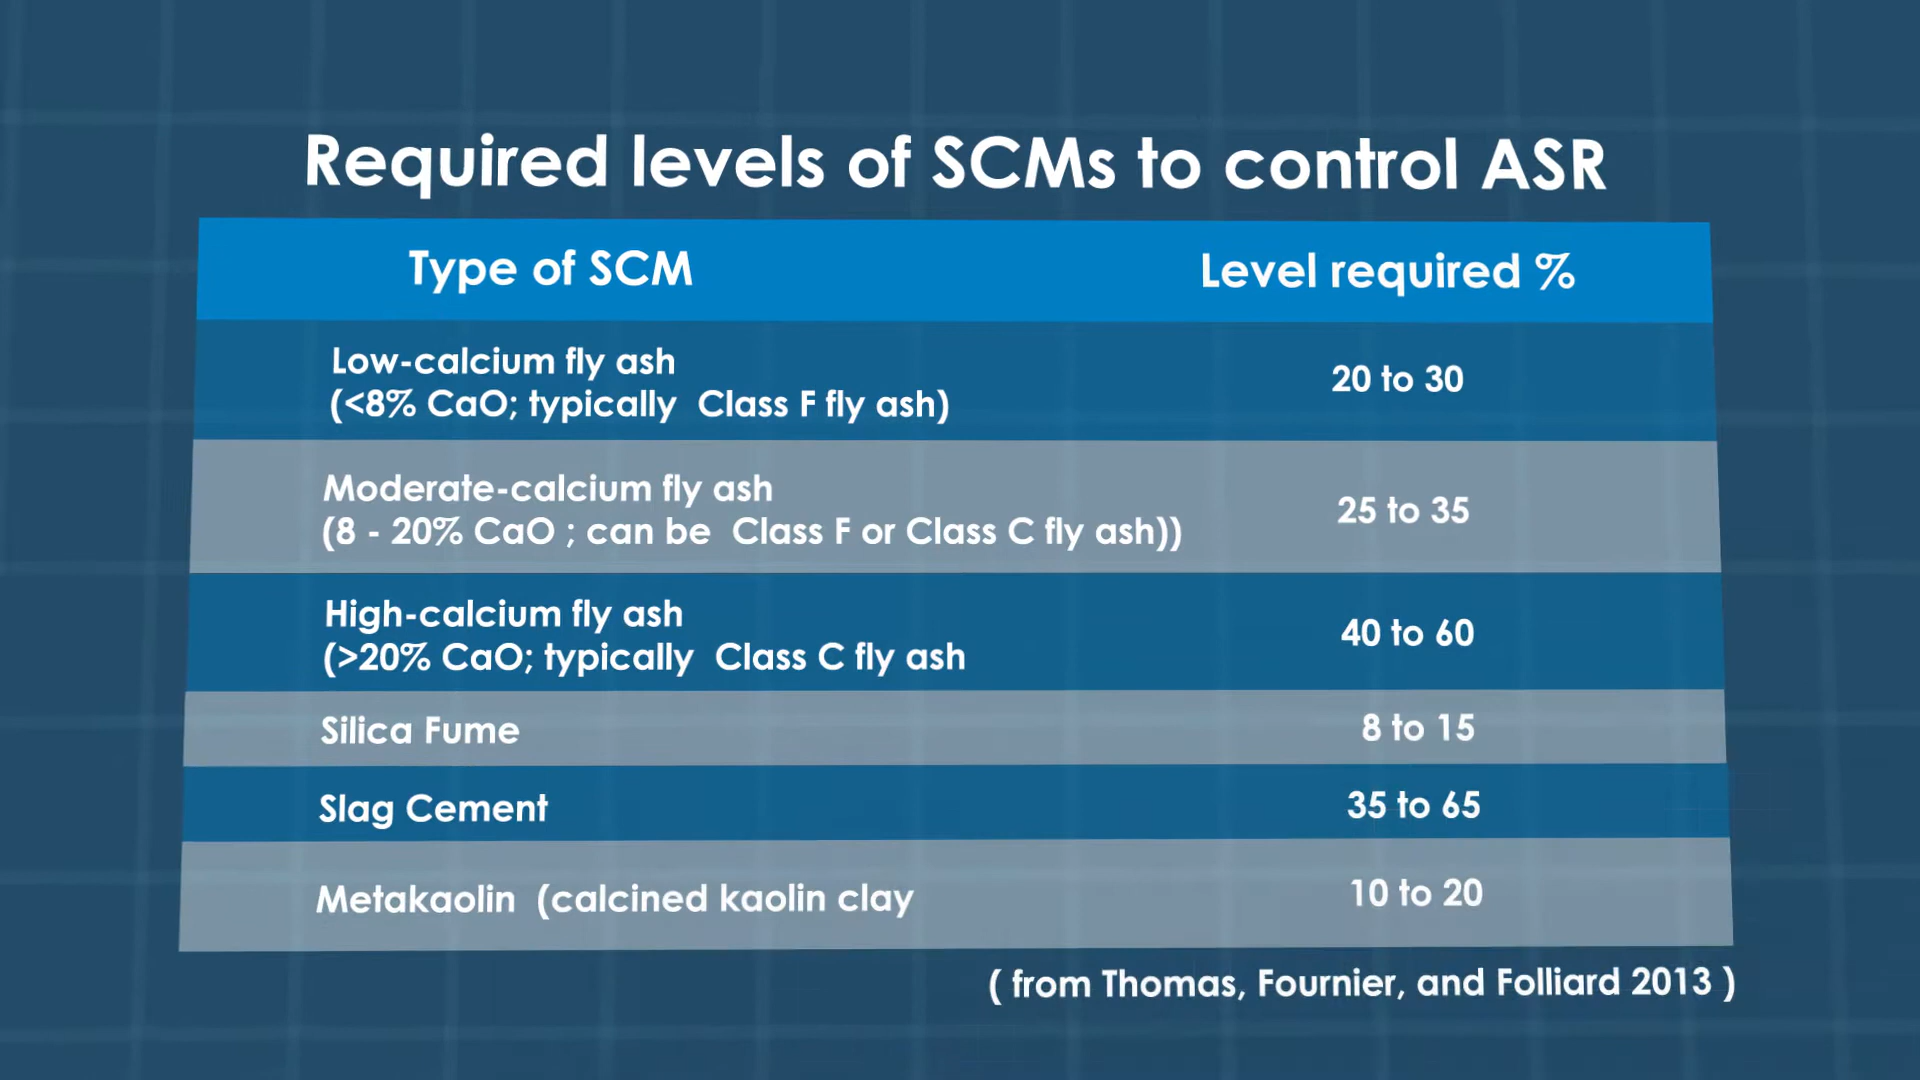 Required levels of SCMs to control ASR
Type of SCM
Level required %
Low-calcium fly ash
(<8% CaO; typically Class F fly ash)
20 to 30
Moderate-calcium fly ash
(8 - 20% CaO ; can be Class F or Class C fly ash))
25 to 35
High-calcium fly ash
(>20% CaO; typically Class C fly ash
40 to 60
Silica Fume
8 to 15
Slag Cement
35 to 65
Metakaolin (calcined kaolin clay
10 to 20
( from Thomas, Fournier, and Folliard 2013 )